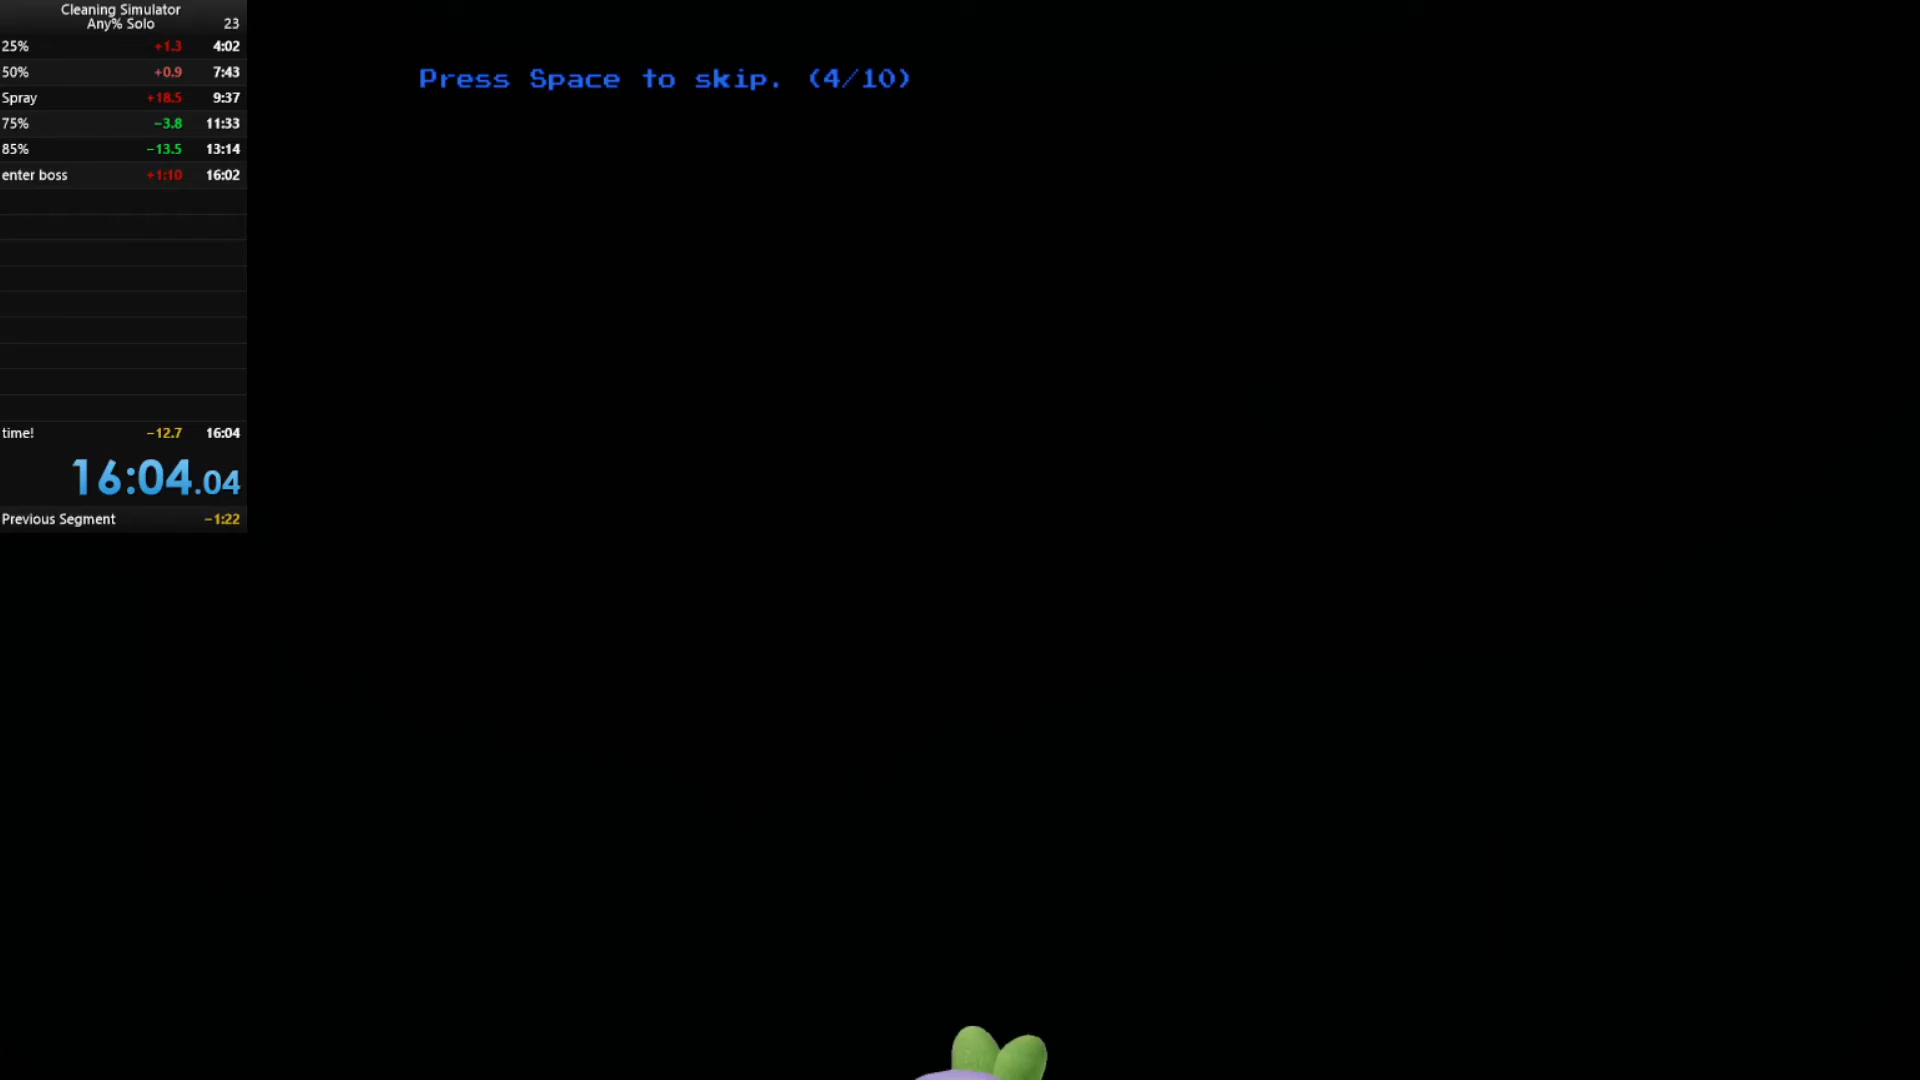 Cleaning Simulator
Any% Solo 23
25% +1.3 4:02
50% +0.9 7:43
Spray +18.5 9:37
75% −3.8 11:33
85% −13.5 13:14
enter boss +1:10 16:02
time! −12.7 16:04
16:04.04
Previous Segment −1:22
Press Space to skip. (4/10)